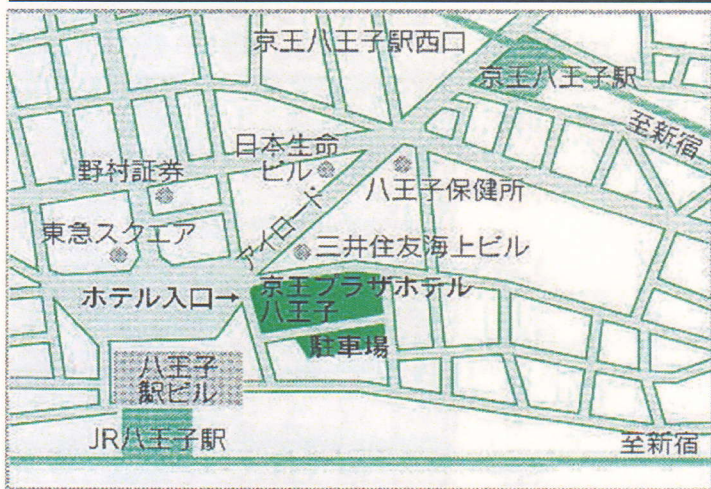 京王八王子駅西口
京王八王子駅
至新宿
日本生命
ビル
野村証券
八王子保健所
アイロード
東急スクエア
三井住友海上ビル
ホテル入口→
京王プラザホテル
八王子
駐車場
八王子
駅ビル
JR八王子駅
至新宿